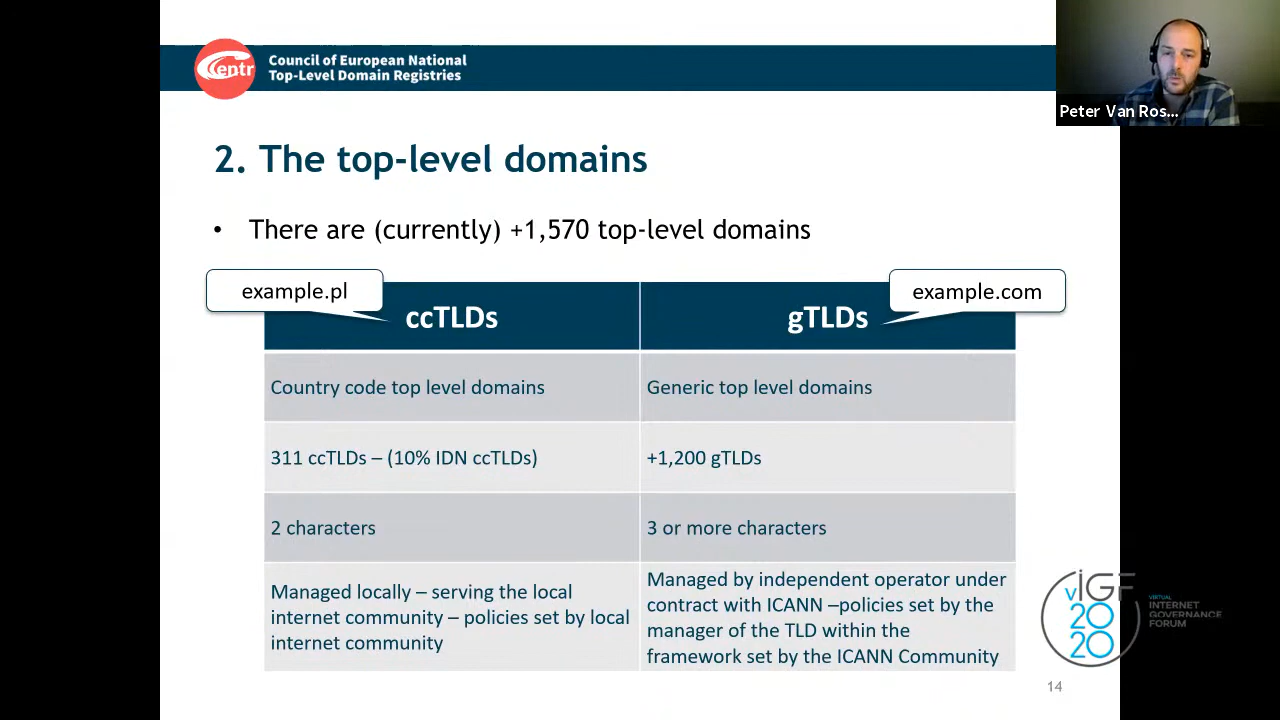 Centr
Council of European National
Top-Level Domain Registries
Peter Van Ros...
2. The top-level domains
• There are (currently) +1,570 top-level domains
example.pl
example.com
ccTLDs
gTLDs
Country code top level domains
Generic top level domains
311 ccTLDs – (10% IDN ccTLDs)
+1,200 gTLDs
2 characters
3 or more characters
Managed locally – serving the local
internet community – policies set by local
internet community
Managed by independent operator under
contract with ICANN –policies set by the
manager of the TLD within the
framework set by the ICANN Community
vIGF
20
20
VIRTUAL
INTERNET
GOVERNANCE
FORUM
14